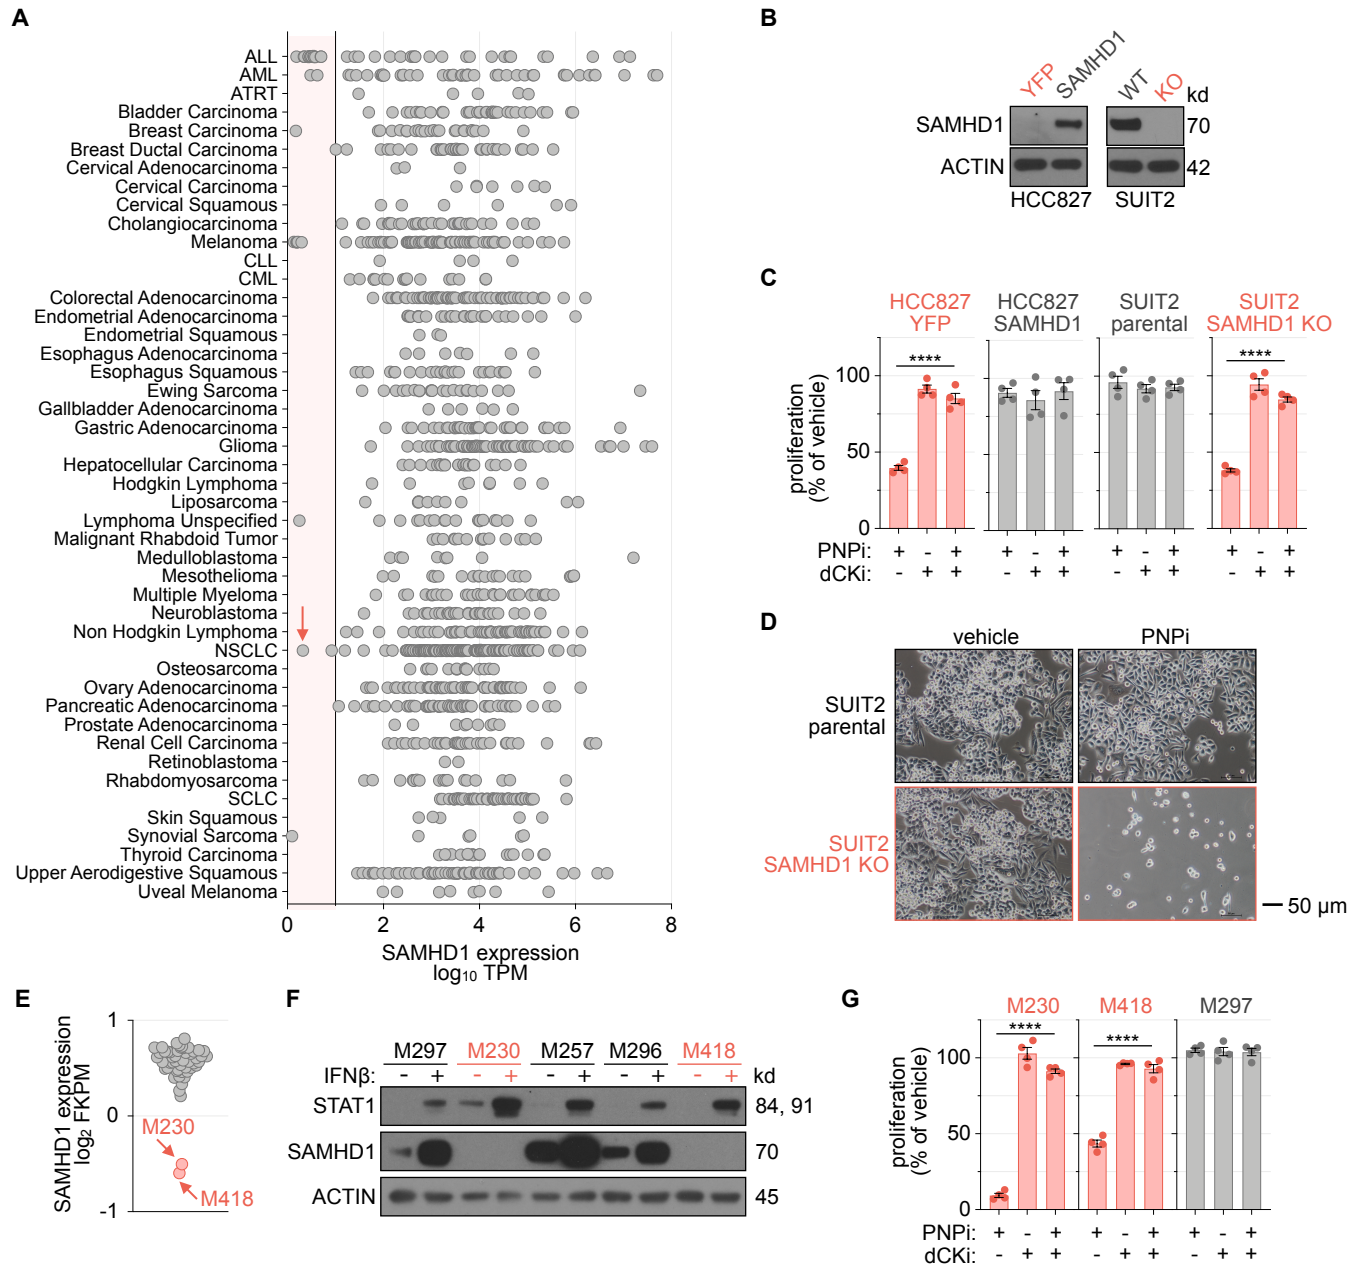 A
ALL
AML
ATRT
Bladder Carcinoma
Breast Carcinoma
Breast Ductal Carcinoma
Cervical Adenocarcinoma
Cervical Carcinoma
Cervical Squamous
Cholangiocarcinoma
Melanoma
CLL
CML
Colorectal Adenocarcinoma
Endometrial Adenocarcinoma
Endometrial Squamous
Esophagus Adenocarcinoma
Esophagus Squamous
Ewing Sarcoma
Gallbladder Adenocarcinoma
Gastric Adenocarcinoma
Glioma
Hepatocellular Carcinoma
Hodgkin Lymphoma
Liposarcoma
Lymphoma Unspecified
Malignant Rhabdoid Tumor
Medulloblastoma
Mesothelioma
Multiple Myeloma
Neuroblastoma
Non Hodgkin Lymphoma
NSCLC
Osteosarcoma
Ovary Adenocarcinoma
Pancreatic Adenocarcinoma
Prostate Adenocarcinoma
Renal Cell Carcinoma
Retinoblastoma
Rhabdomyosarcoma
SCLC
Skin Squamous
Synovial Sarcoma
Thyroid Carcinoma
Upper Aerodigestive Squamous
Uveal Melanoma
0 2 4 6 8
SAMHD1 expression
log₁₀ TPM
B
YFP SAMHD1 WT KO kd
SAMHD1 70
ACTIN 42
HCC827 SUIT2
C
HCC827 HCC827 SUIT2 SUIT2
YFP SAMHD1 parental SAMHD1 KO
**** ****
proliferation
(% of vehicle)
100
50
0
PNPi: + - + + - + + - + + - +
dCKi: - + + - + + - + + - + +
D
vehicle PNPi
SUIT2
parental
SUIT2
SAMHD1 KO
50 µm
E
SAMHD1 expression
log₂ FKPM
1
0
M230
M418
-1
F
M297 M230 M257 M296 M418
IFNβ: - + - + - + - + - + kd
STAT1 84, 91
SAMHD1 70
ACTIN 45
G
M230 M418 M297
**** ****
proliferation
(% of vehicle)
100
50
0
PNPi: + - + + - + + - +
dCKi: - + + - + + - + +